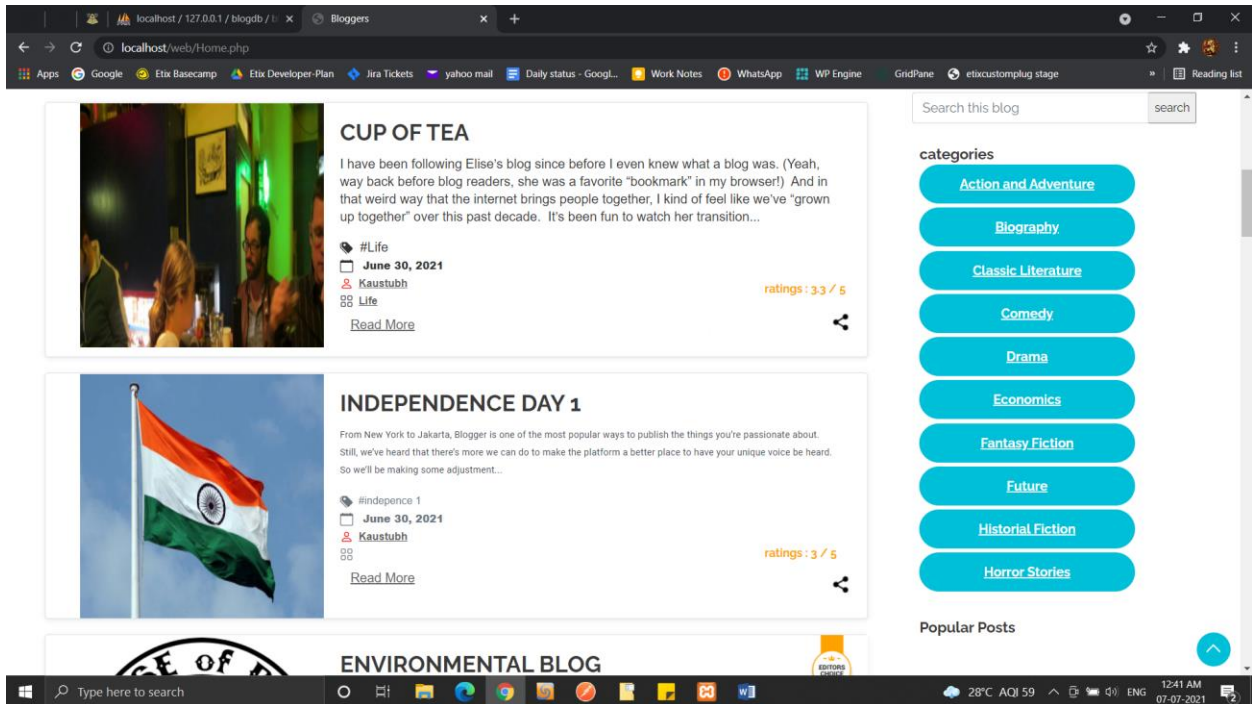 localhost / 127.0.0.1 / blogdb / b
Bloggers
localhost/web/Home.php
Apps
Google
Etix Basecamp
Etix Developer-Plan
Jira Tickets
yahoo mail
Daily status - Googl...
Work Notes
WhatsApp
WP Engine
GridPane
etixcustomplug stage
»
Reading list
CUP OF TEA
I have been following Elise's blog since before I even knew what a blog was. (Yeah,
way back before blog readers, she was a favorite “bookmark” in my browser!) And in
that weird way that the internet brings people together, I kind of feel like we've “grown
up together” over this past decade. It's been fun to watch her transition...
#Life
June 30, 2021
Kaustubh
Life
ratings : 3.3 / 5
Read More
INDEPENDENCE DAY 1
From New York to Jakarta, Blogger is one of the most popular ways to publish the things you're passionate about.
Still, we've heard that there's more we can do to make the platform a better place to have your unique voice be heard.
So we'll be making some adjustment...
#indepence 1
June 30, 2021
Kaustubh
ratings : 3 / 5
Read More
OF
ENVIRONMENTAL BLOG
EDITORS
CHOICE
Search this blog
search
categories
Action and Adventure
Biography
Classic Literature
Comedy
Drama
Economics
Fantasy Fiction
Future
Historial Fiction
Horror Stories
Popular Posts
Type here to search
28°C AQI 59
ENG
12:41 AM
07-07-2021
2